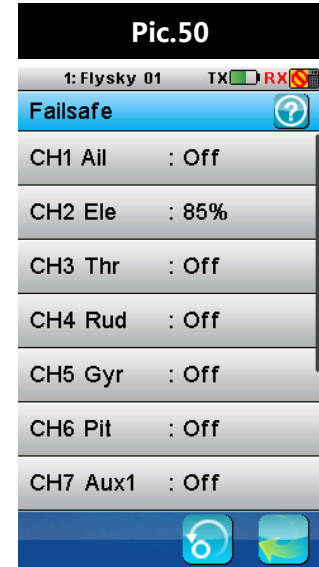 Pic.50
1: Flysky 01 TX RX
Failsafe ?
CH1 Ail : Off
CH2 Ele : 85%
CH3 Thr : Off
CH4 Rud : Off
CH5 Gyr : Off
CH6 Pit : Off
CH7 Aux1 : Off